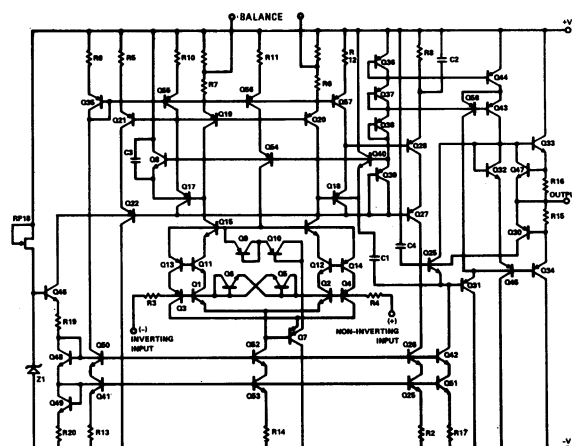 BALANCE
+V
R9
R5
R10
R11
R
12
R8
C2
Q36
R7
R6
Q44
Q37
Q35
Q55
Q56
Q57
Q58
Q43
Q21
Q19
Q20
Q38
Q33
C3
Q8
Q54
Q40
Q28
Q32
Q47
R16
Q39
OUTPUT
Q17
Q18
R15
RP18
Q22
Q27
Q30
Q15
Q9
Q10
C1
C4
Q25
Q13
Q11
Q12
Q14
Q46
Q6
Q5
Q31
Q46
Q34
R3
Q1
Q2
Q4
R4
Q3
R19
(-)
INVERTING
INPUT
Q7
(+)
NON-INVERTING
INPUT
Q48
Q50
Q52
Q26
Q42
Z1
Q49
Q41
Q53
Q25
Q51
R20
R13
R14
R2
R17
-V